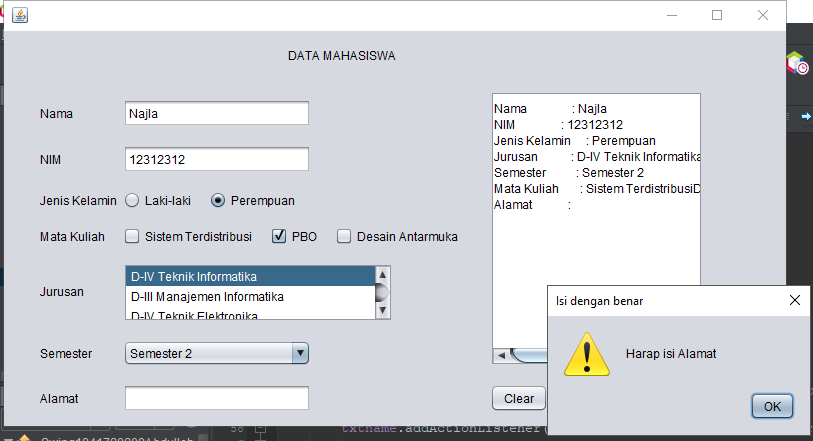 DATA MAHASISWA
Nama
Najla
NIM
12312312
Jenis Kelamin
Laki-laki
Perempuan
Mata Kuliah
Sistem Terdistribusi
PBO
Desain Antarmuka
Jurusan
D-IV Teknik Informatika
D-III Manajemen Informatika
D-IV Teknik Elektronika
Semester
Semester 2
Alamat
Nama : Najla
NIM : 12312312
Jenis Kelamin : Perempuan
Jurusan : D-IV Teknik Informatika
Semester : Semester 2
Mata Kuliah : Sistem TerdistribusiD
Alamat :
Clear
Isi dengan benar
Harap isi Alamat
OK
58
txtname.addActionListener(